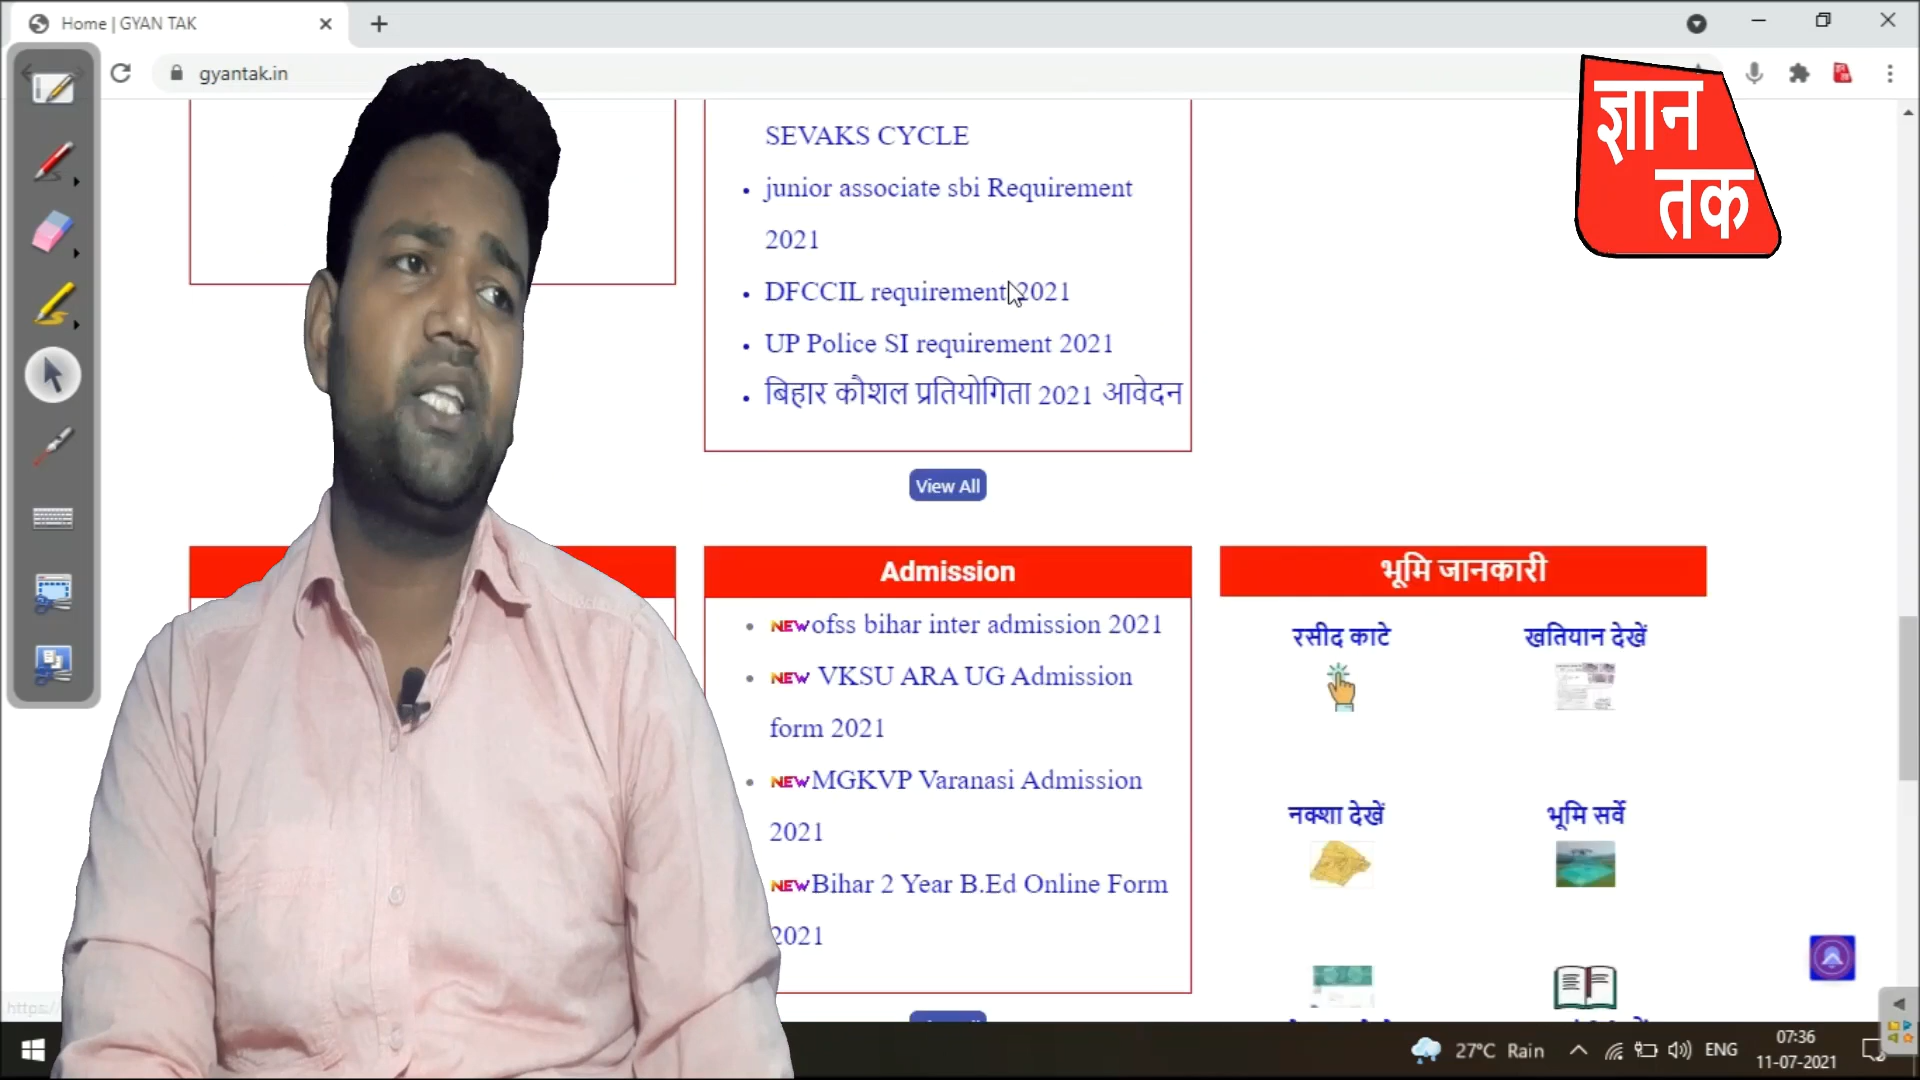 Home | GYAN TAK
gyantak.in
ज्ञान
तक
SEVAKS CYCLE
junior associate sbi Requirement
2021
DFCCIL requirement 2021
UP Police SI requirement 2021
बिहार कौशल प्रतियोगिता 2021 आवेदन
View All
Admission
NEW ofss bihar inter admission 2021
NEW VKSU ARA UG Admission
form 2021
NEW MGKVP Varanasi Admission
2021
NEW Bihar 2 Year B.Ed Online Form
2021
भूमि जानकारी
रसीद काटे
खतियान देखें
नक्शा देखें
भूमि सर्वे
https:/
27°C Rain
ENG
07:36
11-07-2021